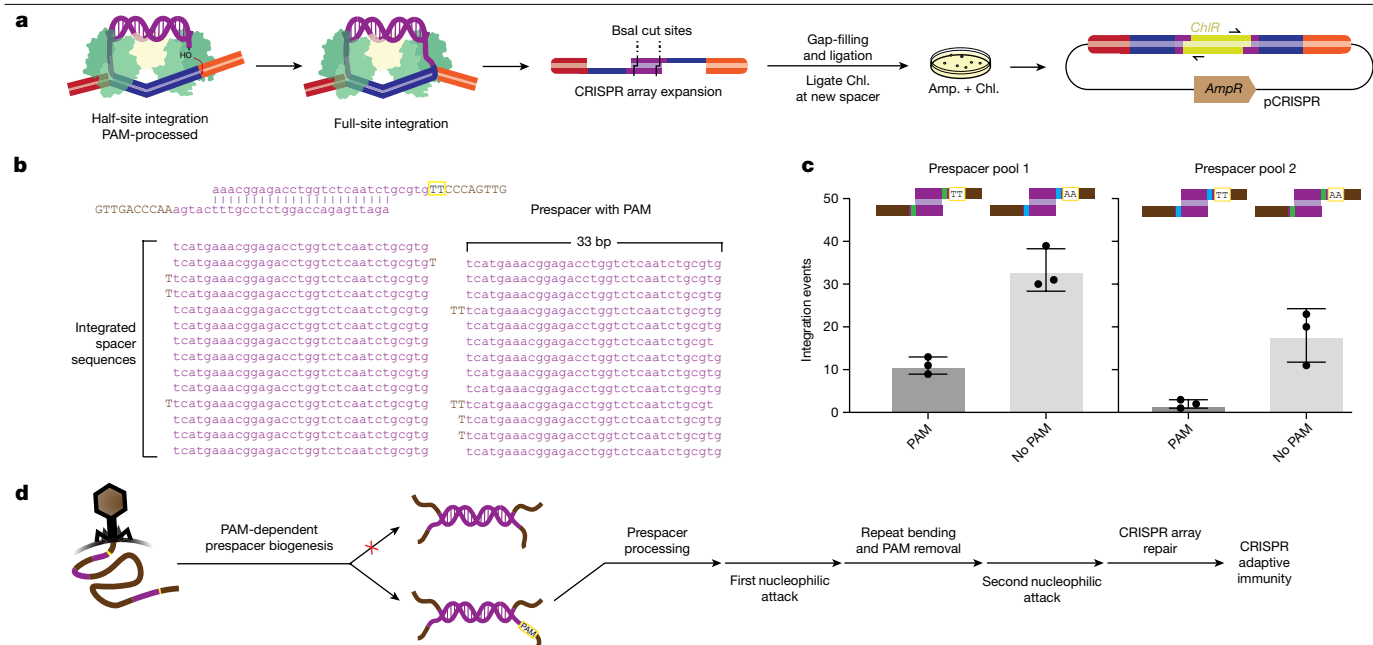 a
HO
Half-site integration
PAM-processed
Full-site integration
BsaI cut sites
CRISPR array expansion
Gap-filling
and ligation
Ligate Chl.
at new spacer
Amp. + Chl.
ChlR
AmpR
pCRISPR
b
aaacggagacctggtctcaatctgcgtgTTCCCAGTTG
GTTGACCCAAagtactttgcctctggaccagagttaga
Prespacer with PAM
33 bp
Integrated
spacer
sequences
tcatgaaacggagacctggtctcaatctgcgtg
tcatgaaacggagacctggtctcaatctgcgtgT
Ttcatgaaacggagacctggtctcaatctgcgtg
Ttcatgaaacggagacctggtctcaatctgcgtg
tcatgaaacggagacctggtctcaatctgcgtg
tcatgaaacggagacctggtctcaatctgcgtg
tcatgaaacggagacctggtctcaatctgcgtg
tcatgaaacggagacctggtctcaatctgcgtg
tcatgaaacggagacctggtctcaatctgcgtg
tcatgaaacggagacctggtctcaatctgcgtg
Ttcatgaaacggagacctggtctcaatctgcgtg
tcatgaaacggagacctggtctcaatctgcgtg
tcatgaaacggagacctggtctcaatctgcgtg
tcatgaaacggagacctggtctcaatctgcgtg
tcatgaaacggagacctggtctcaatctgcgtg
tcatgaaacggagacctggtctcaatctgcgtg
tcatgaaacggagacctggtctcaatctgcgtg
TTtcatgaaacggagacctggtctcaatctgcgtg
tcatgaaacggagacctggtctcaatctgcgtg
tcatgaaacggagacctggtctcaatctgcgt
tcatgaaacggagacctggtctcaatctgcgtg
tcatgaaacggagacctggtctcaatctgcgtg
tcatgaaacggagacctggtctcaatctgcgtg
TTtcatgaaacggagacctggtctcaatctgcgt
Ttcatgaaacggagacctggtctcaatctgcgtg
Ttcatgaaacggagacctggtctcaatctgcgtg
tcatgaaacggagacctggtctcaatctgcgtg
c
Prespacer pool 1
Prespacer pool 2
TT
AA
TT
AA
Integration events
50
40
30
20
10
0
PAM
No PAM
PAM
No PAM
d
PAM-dependent
prespacer biogenesis
PAM
Prespacer
processing
First nucleophilic
attack
Repeat bending
and PAM removal
Second nucleophilic
attack
CRISPR array
repair
CRISPR
adaptive
immunity